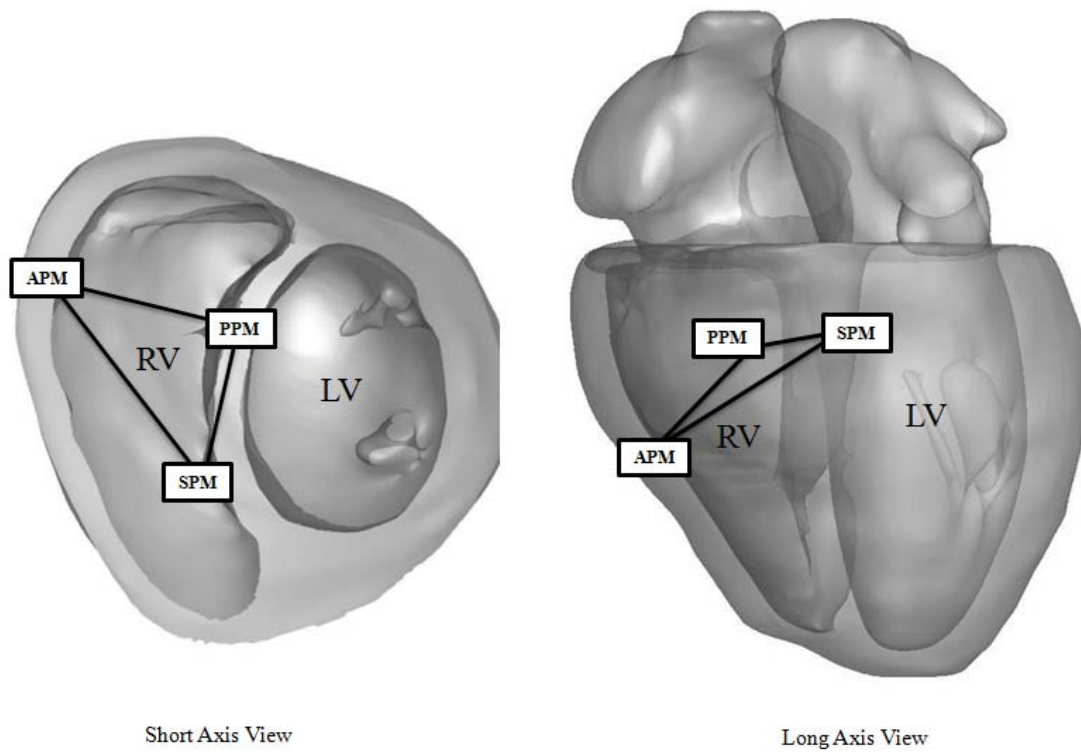 APM
PPM
RV
LV
SPM
Short Axis View
PPM
SPM
LV
RV
APM
Long Axis View